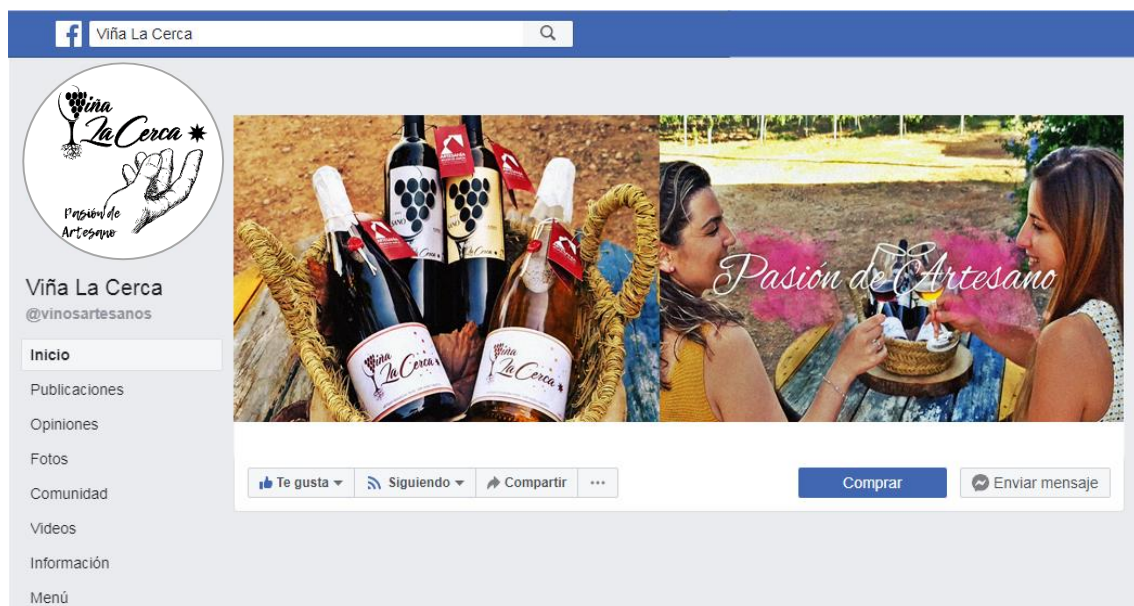 Viña La Cerca
Viña
La Cerca
Pasión de
Artesano
Viña La Cerca
@vinosartesanos
Inicio
Publicaciones
Opiniones
Fotos
Comunidad
Videos
Información
Menú
ARTESANÍA
Viña
La Cerca
Viña
La Cerca
Pasión de Artesano
Te gusta
Siguiendo
Compartir
...
Comprar
Enviar mensaje